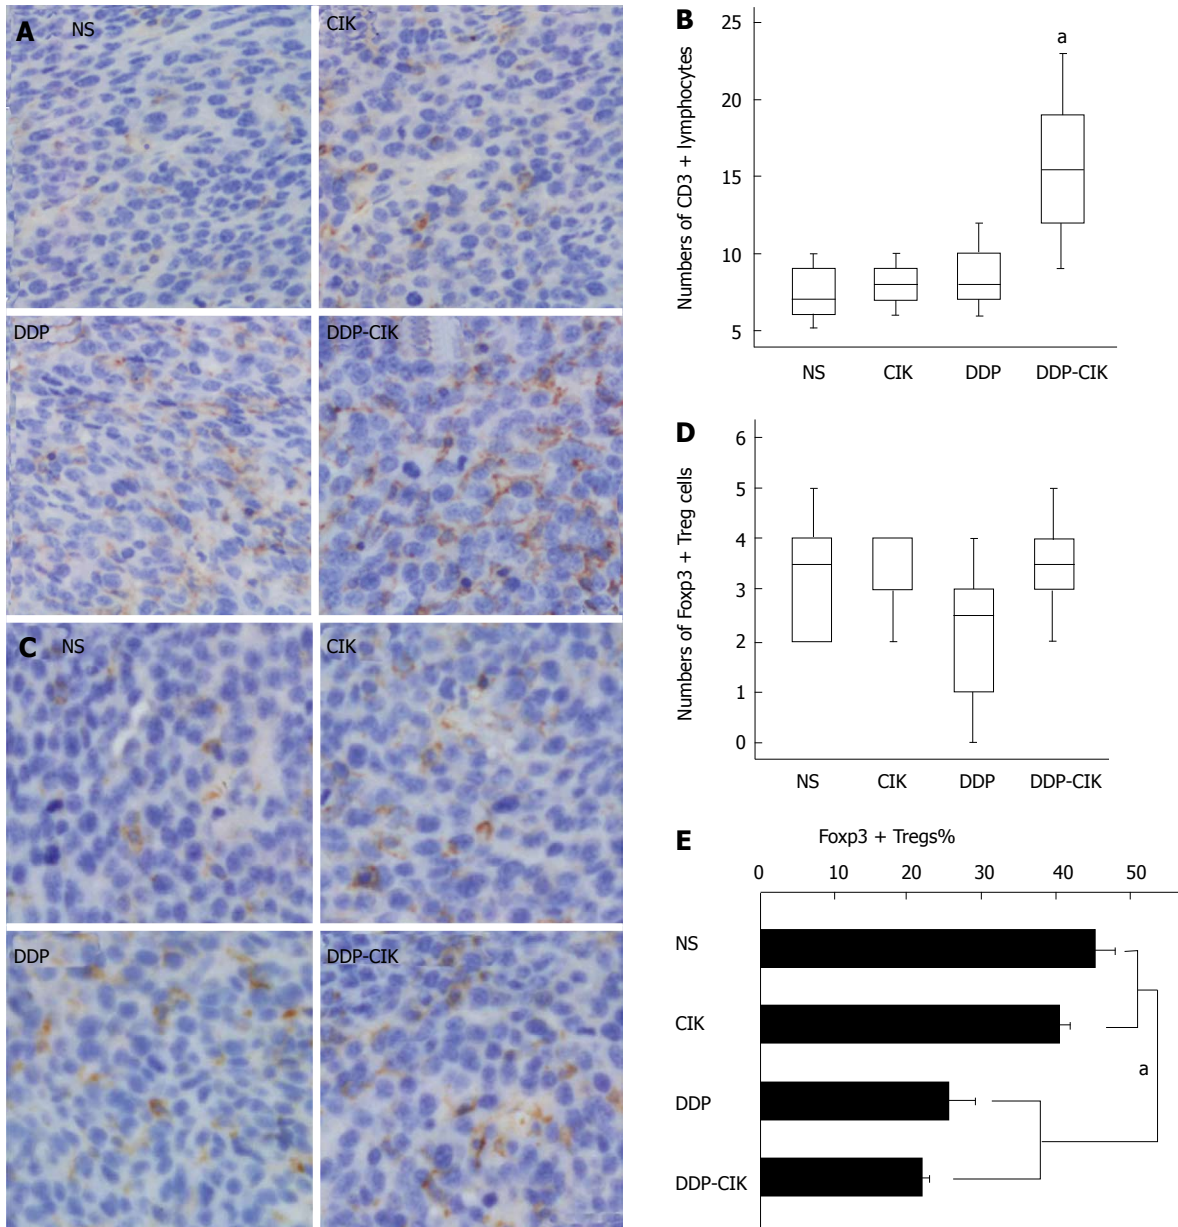 A
NS
CIK
DDP
DDP-CIK
B
Numbers of CD3 + lymphocytes
25
20
15
10
5
a
NS CIK DDP DDP-CIK
C
NS
CIK
DDP
DDP-CIK
D
Numbers of Foxp3 + Treg cells
6
5
4
3
2
1
0
NS CIK DDP DDP-CIK
E
Foxp3 + Tregs%
0 10 20 30 40 50
NS
CIK
DDP
DDP-CIK
a